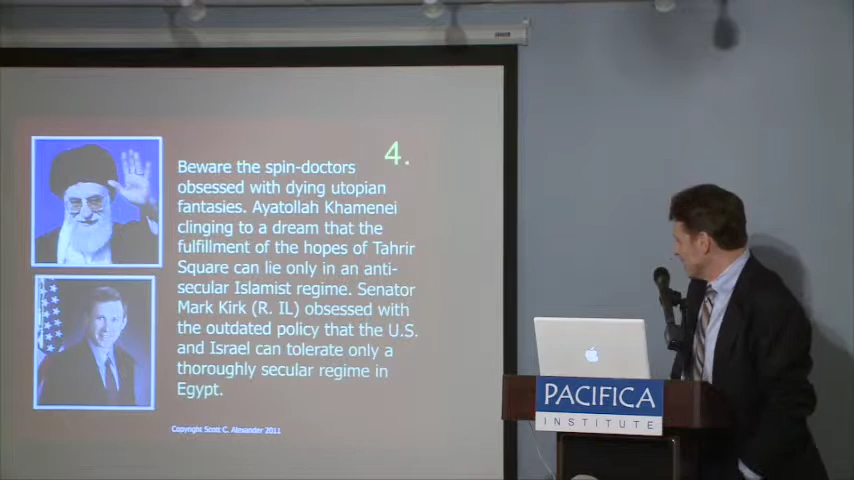 4.
Beware the spin-doctors
obsessed with dying utopian
fantasies. Ayatollah Khamenei
clinging to a dream that the
fulfillment of the hopes of Tahrir
Square can lie only in an anti-
secular Islamist regime. Senator
Mark Kirk (R. IL) obsessed with
the outdated policy that the U.S.
and Israel can tolerate only a
thoroughly secular regime in
Egypt.
Copyright Scott C. Alexander 2011
PACIFICA
INSTITUTE